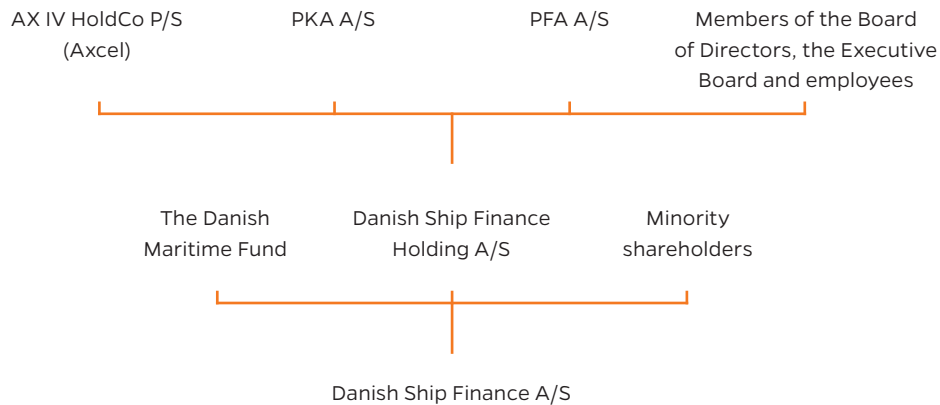 AX IV HoldCo P/S
(Axcel)
PKA A/S
PFA A/S
Members of the Board
of Directors, the Executive
Board and employees
The Danish
Maritime Fund
Danish Ship Finance
Holding A/S
Minority
shareholders
Danish Ship Finance A/S